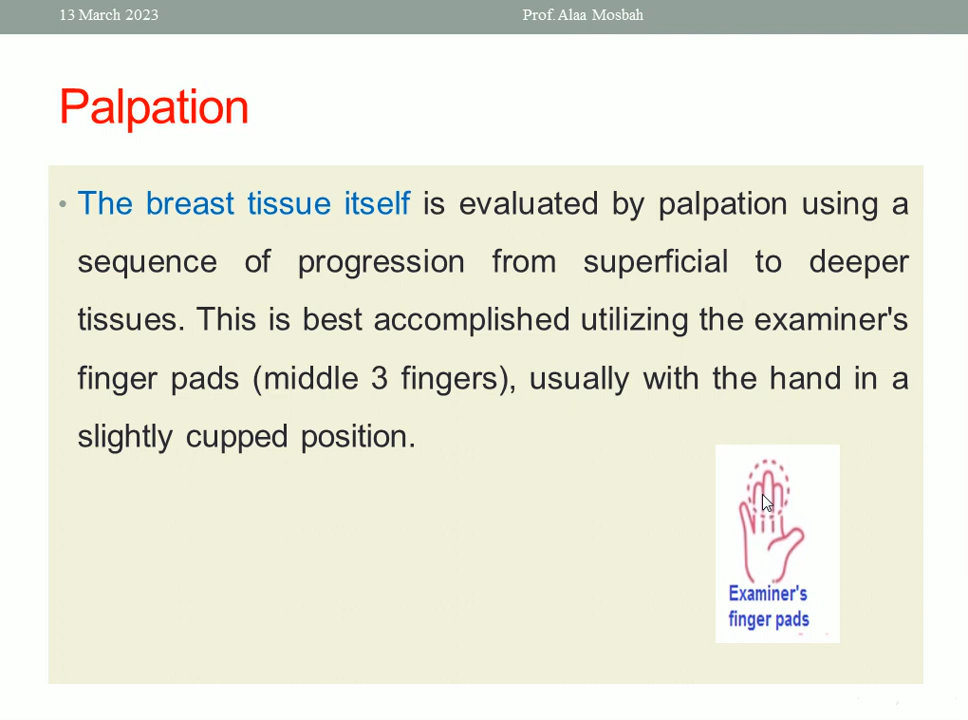 13 March 2023
Prof. Alaa Mosbah
Palpation
• The breast tissue itself is evaluated by palpation using a
sequence of progression from superficial to deeper
tissues. This is best accomplished utilizing the examiner's
finger pads (middle 3 fingers), usually with the hand in a
slightly cupped position.
Examiner's
finger pads